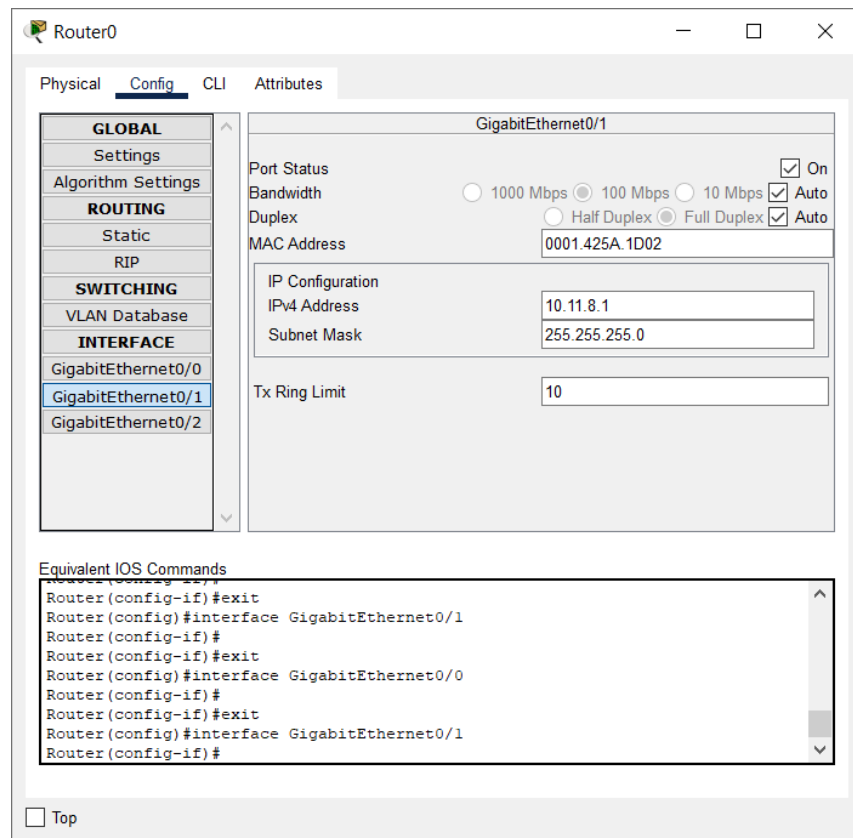 Router0
Physical Config CLI Attributes
GLOBAL
Settings
Algorithm Settings
ROUTING
Static
RIP
SWITCHING
VLAN Database
INTERFACE
GigabitEthernet0/0
GigabitEthernet0/1
GigabitEthernet0/2
GigabitEthernet0/1
Port Status On
Bandwidth 1000 Mbps 100 Mbps 10 Mbps Auto
Duplex Half Duplex Full Duplex Auto
MAC Address 0001.425A.1D02
IP Configuration
IPv4 Address 10.11.8.1
Subnet Mask 255.255.255.0
Tx Ring Limit 10
Equivalent IOS Commands
Router(config-if)#
Router(config-if)#exit
Router(config)#interface GigabitEthernet0/1
Router(config-if)#
Router(config-if)#exit
Router(config)#interface GigabitEthernet0/0
Router(config-if)#
Router(config-if)#exit
Router(config)#interface GigabitEthernet0/1
Router(config-if)#
Top